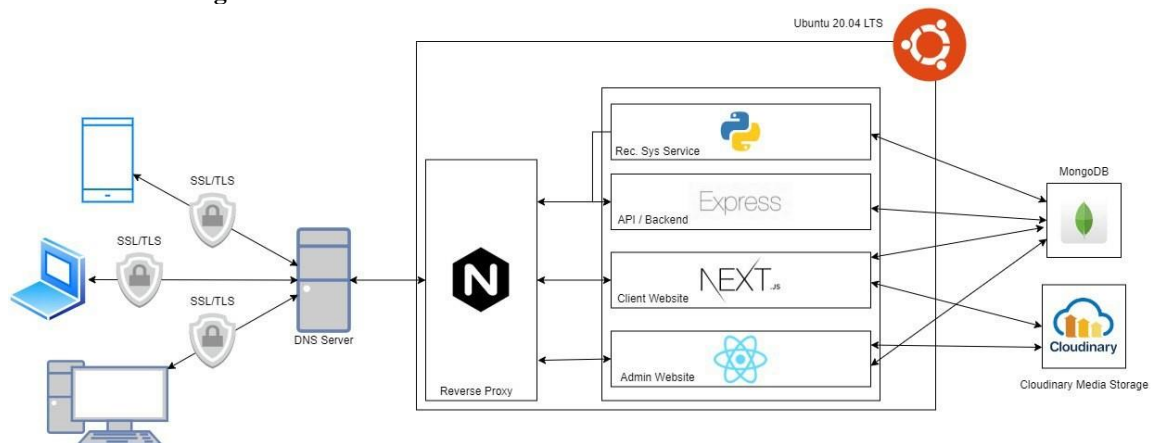 Ubuntu 20.04 LTS
SSL/TLS
SSL/TLS
SSL/TLS
DNS Server
N
Reverse Proxy
Rec. Sys Service
Express
API / Backend
NEXT.JS
Client Website
Admin Website
MongoDB
Cloudinary
Cloudinary Media Storage